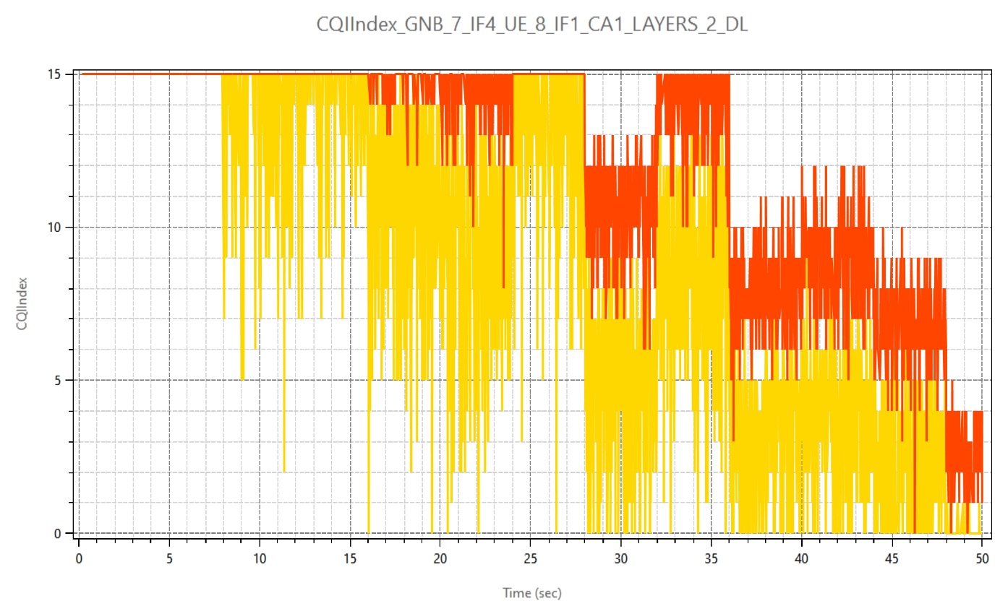 CQIIndex_GNB_7_IF4_UE_8_IF1_CA1_LAYERS_2_DL
15
10
5
0
CQIIndex
0 5 10 15 20 25 30 35 40 45 50
Time (sec)